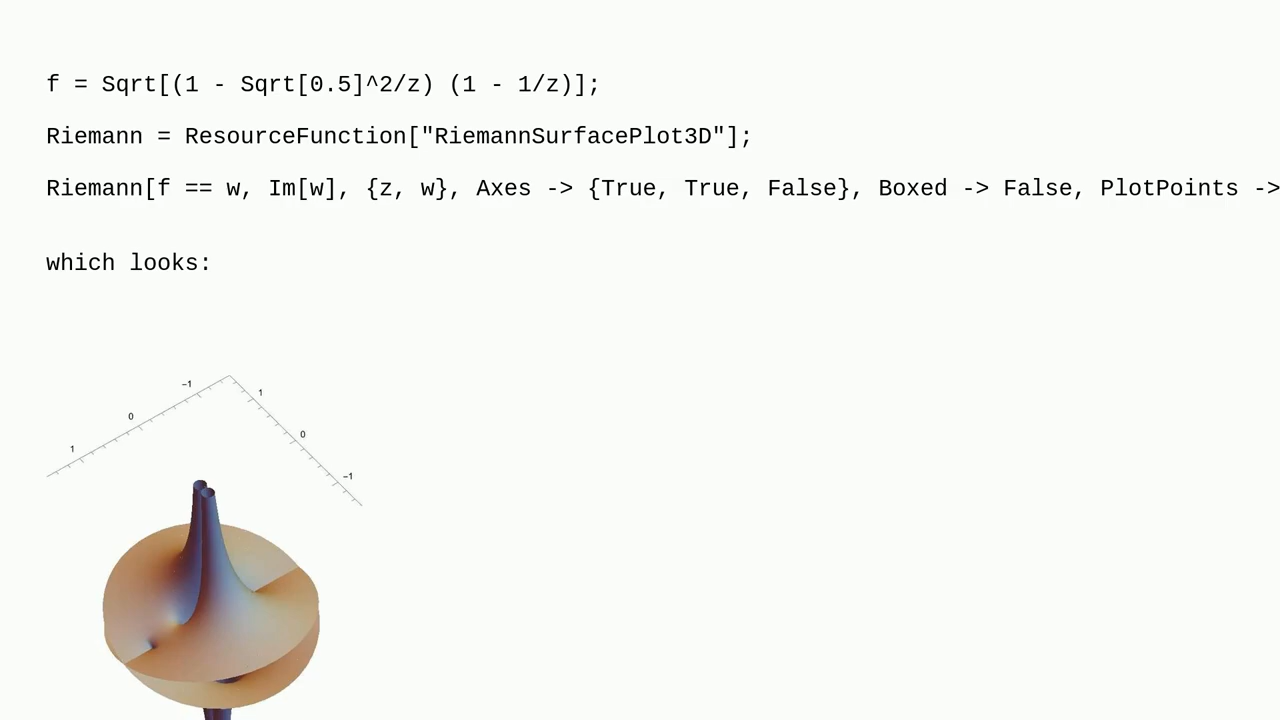 f = Sqrt[(1 - Sqrt[0.5]^2/z) (1 - 1/z)];
Riemann = ResourceFunction["RiemannSurfacePlot3D"];
Riemann[f == w, Im[w], {z, w}, Axes -> {True, True, False}, Boxed -> False, PlotPoints ->
which looks:
−1
1
0
0
1
−1